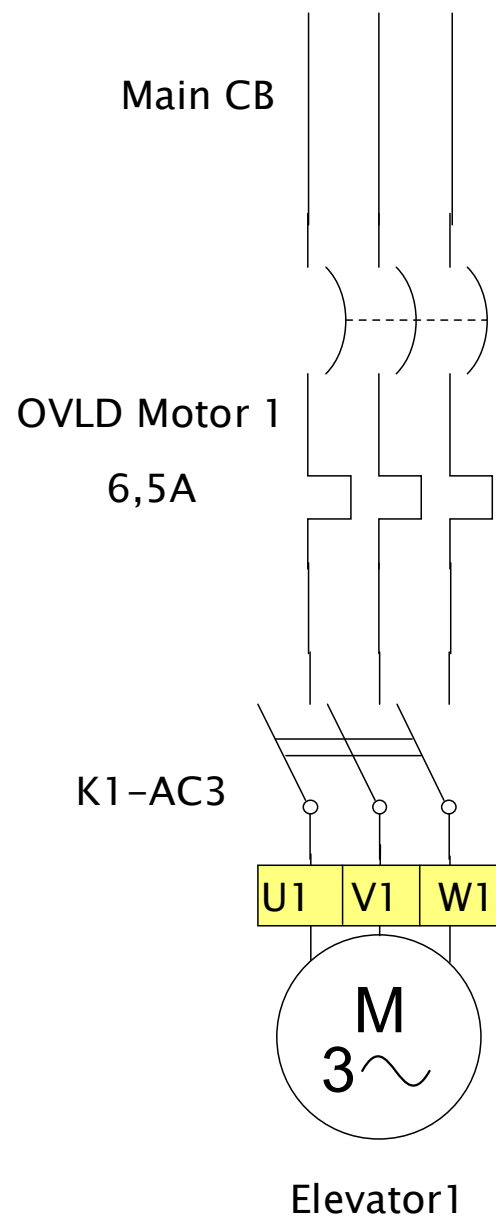 Main CB
OVLD Motor 1
6,5A
K1-AC3
U1 V1 W1
M
3
Elevator1